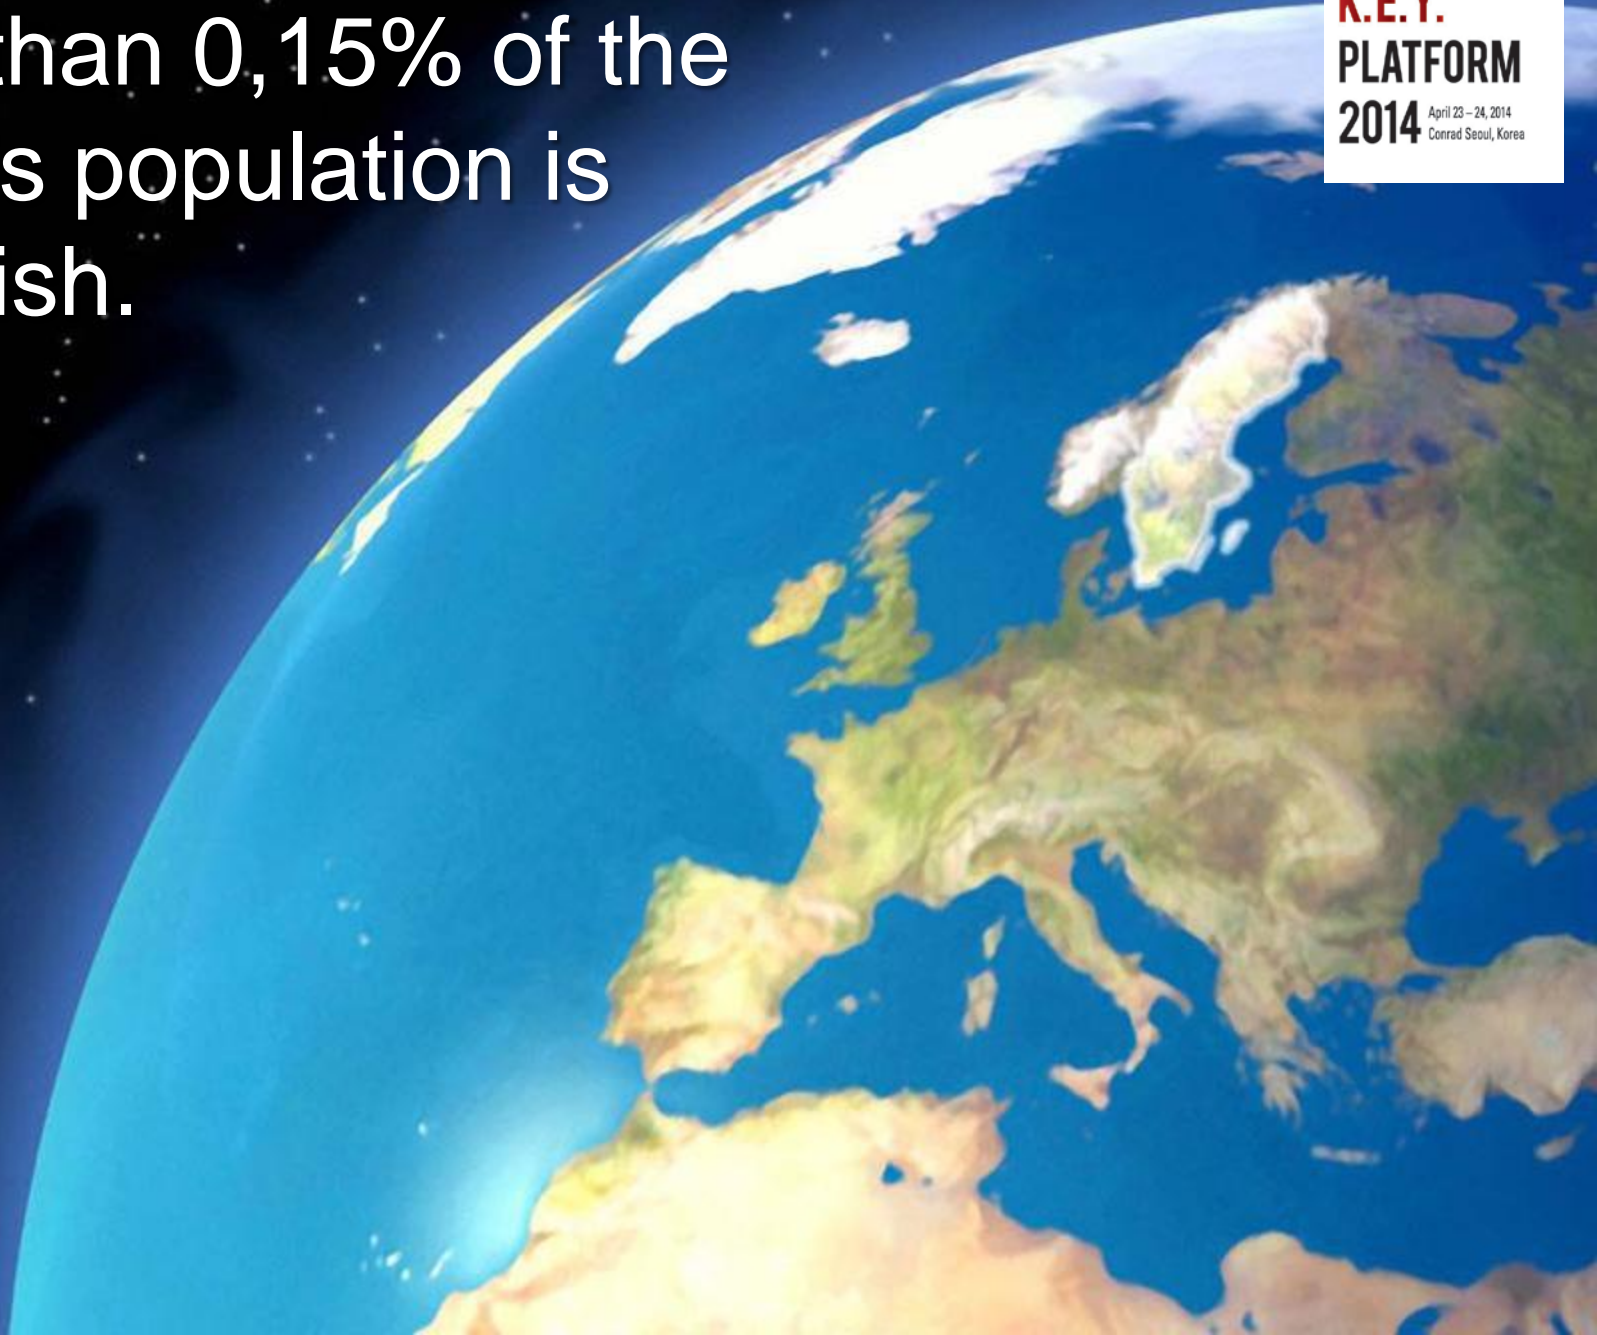 than 0,15% of the
s population is
ish.
K.E.Y.
PLATFORM
2014 April 23 – 24, 2014
Conrad Seoul, Korea